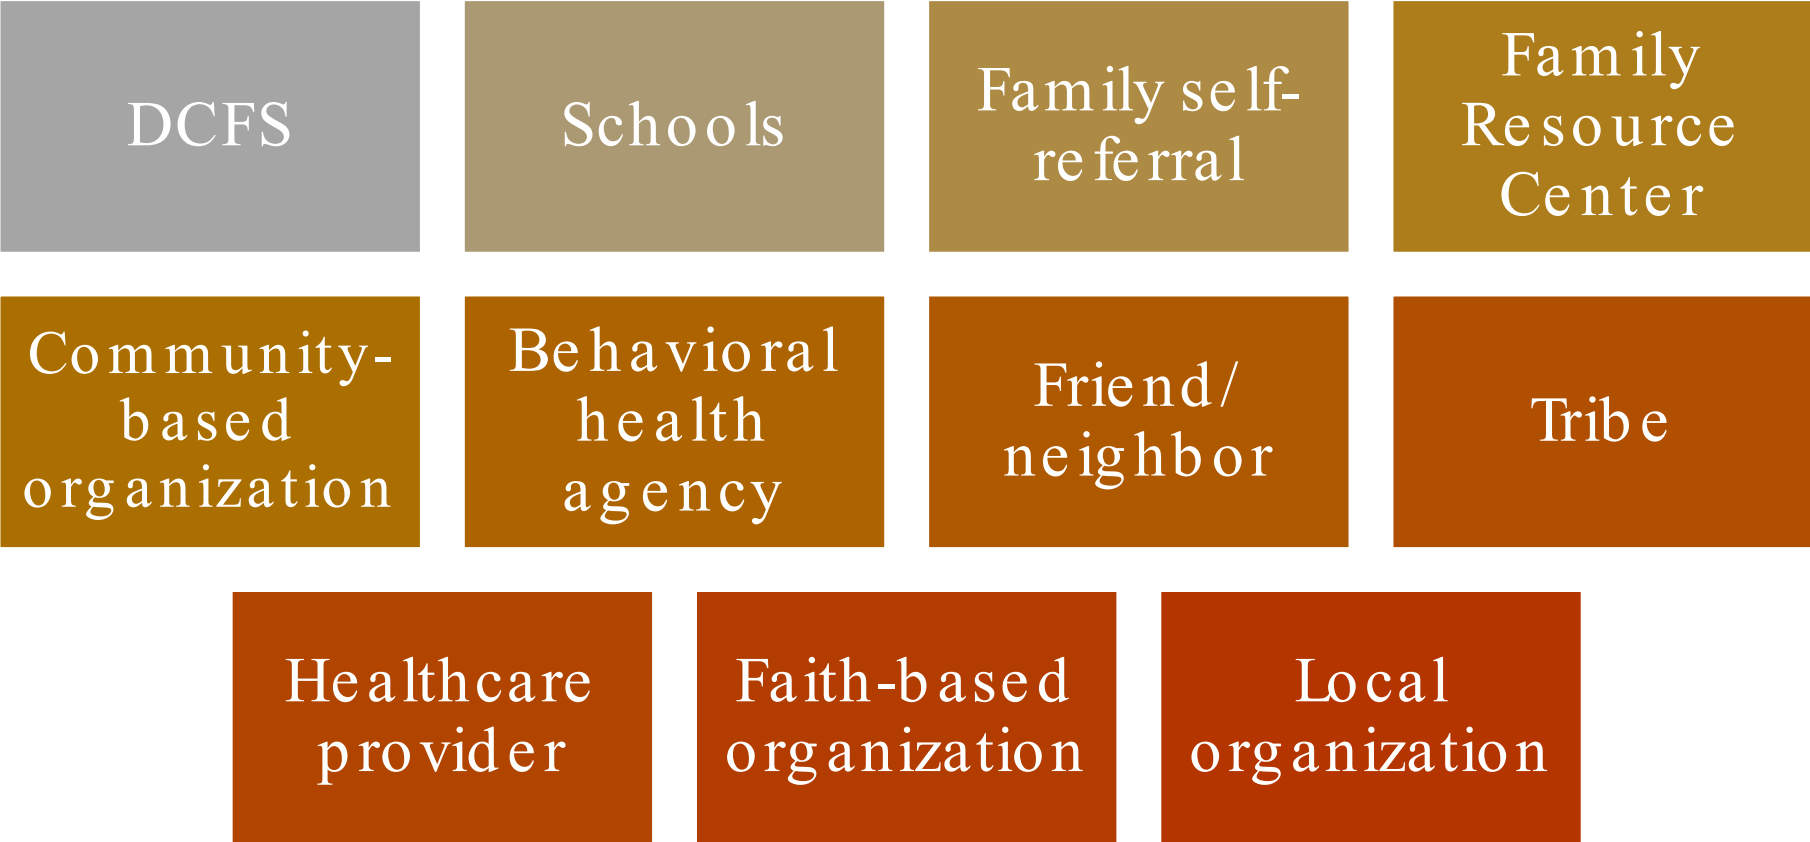 DCFS
Schools
Family self-
referral
Family
Resource
Center
Community-
based
organization
Behavioral
health
agency
Friend/
neighbor
Tribe
Healthcare
provider
Faith-based
organization
Local
organization